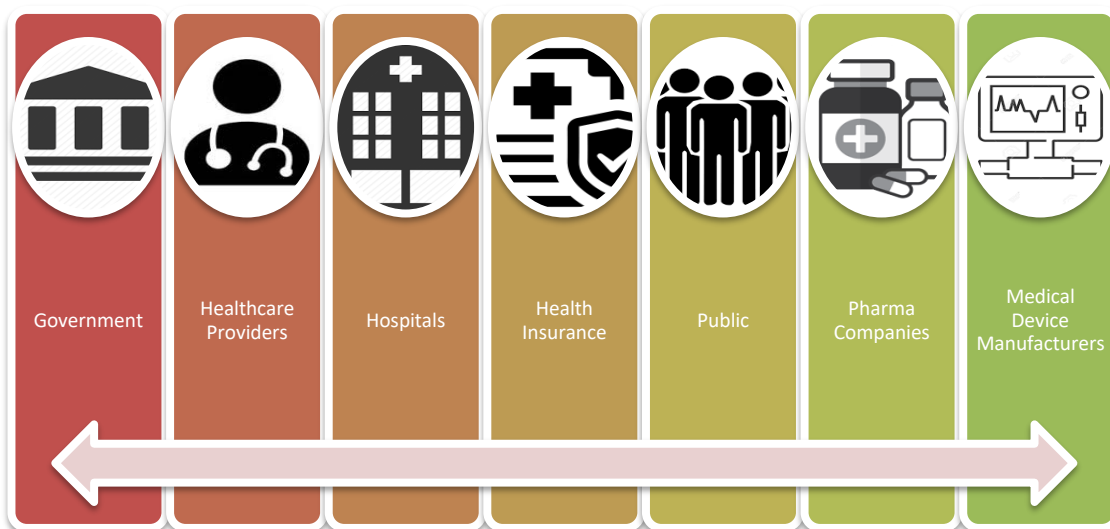 Government
Healthcare
Providers
Hospitals
Health
Insurance
Public
Pharma
Companies
Medical
Device
Manufacturers